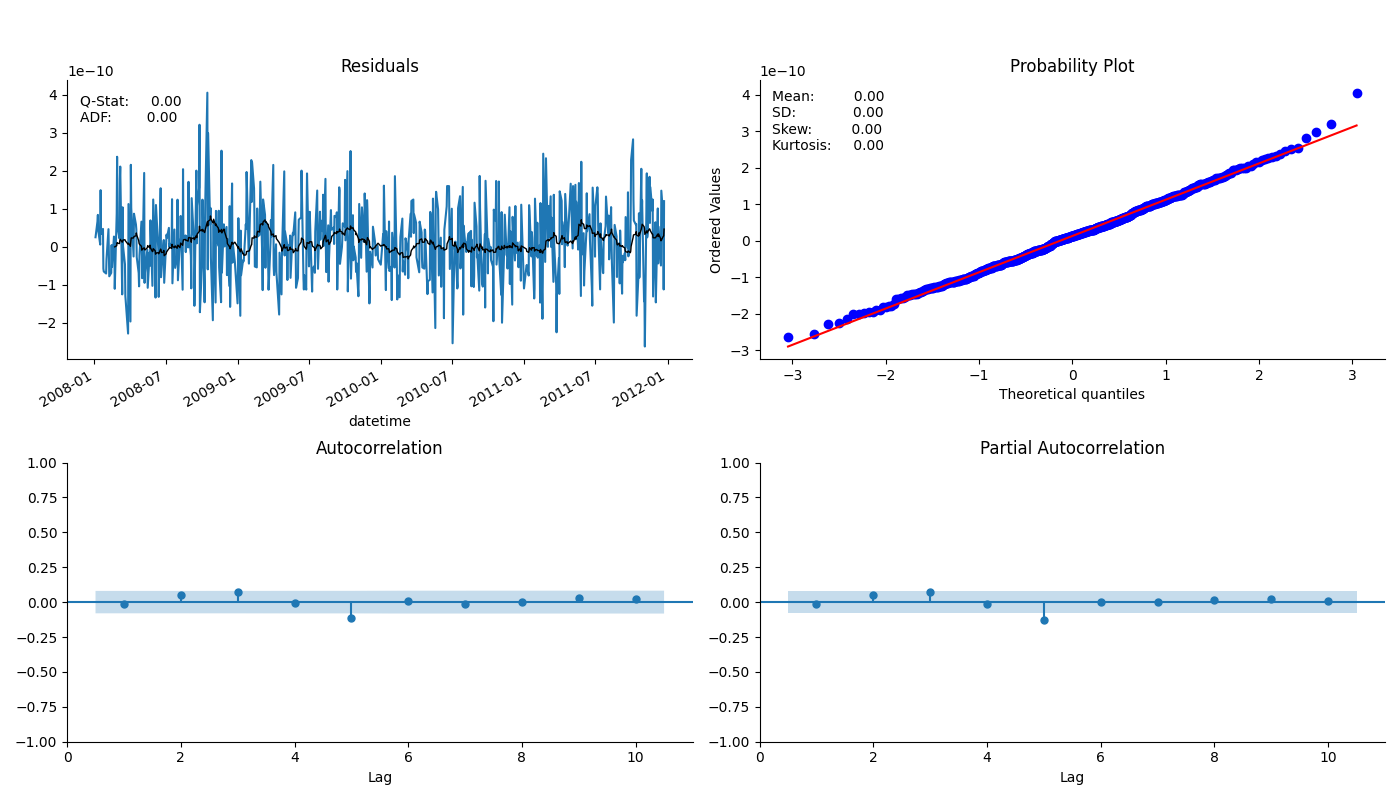 Residuals
1e−10
Q-Stat: 0.00
ADF: 0.00
4
3
2
1
0
−1
−2
2008-01
2008-07
2009-01
2009-07
2010-01
2010-07
2011-01
2011-07
2012-01
datetime
Probability Plot
1e−10
Mean: 0.00
SD: 0.00
Skew: 0.00
Kurtosis: 0.00
Ordered Values
4
3
2
1
0
−1
−2
−3
−3 −2 −1 0 1 2 3
Theoretical quantiles
Autocorrelation
1.00
0.75
0.50
0.25
0.00
−0.25
−0.50
−0.75
−1.00
0 2 4 6 8 10
Lag
Partial Autocorrelation
1.00
0.75
0.50
0.25
0.00
−0.25
−0.50
−0.75
−1.00
0 2 4 6 8 10
Lag